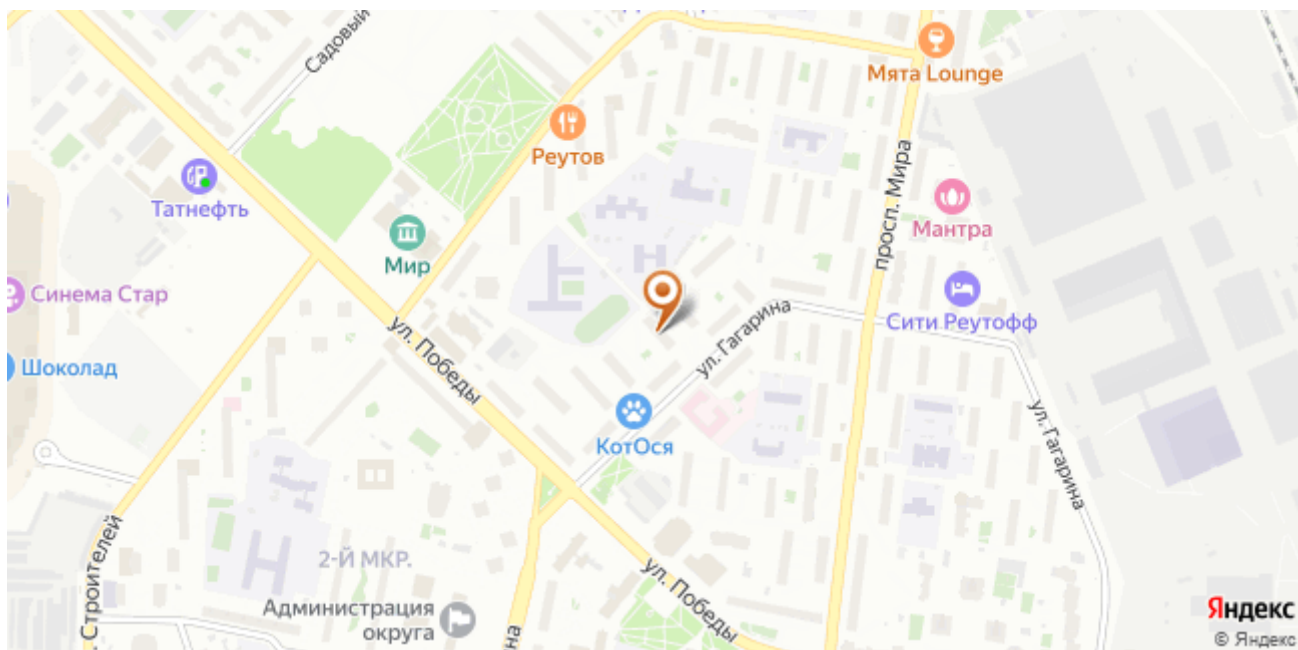 Садовый
Мята Lounge
Реутов
Татнефть
просп. Мира
Мантра
Мир
Синема Стар
Сити Реутофф
ул. Гагарина
ул. Победы
Шоколад
КотОся
ул. Гагарина
Строителей
2-Й МКР.
ул. Победы
Администрация
округа
на
Яндекс
© Яндекс